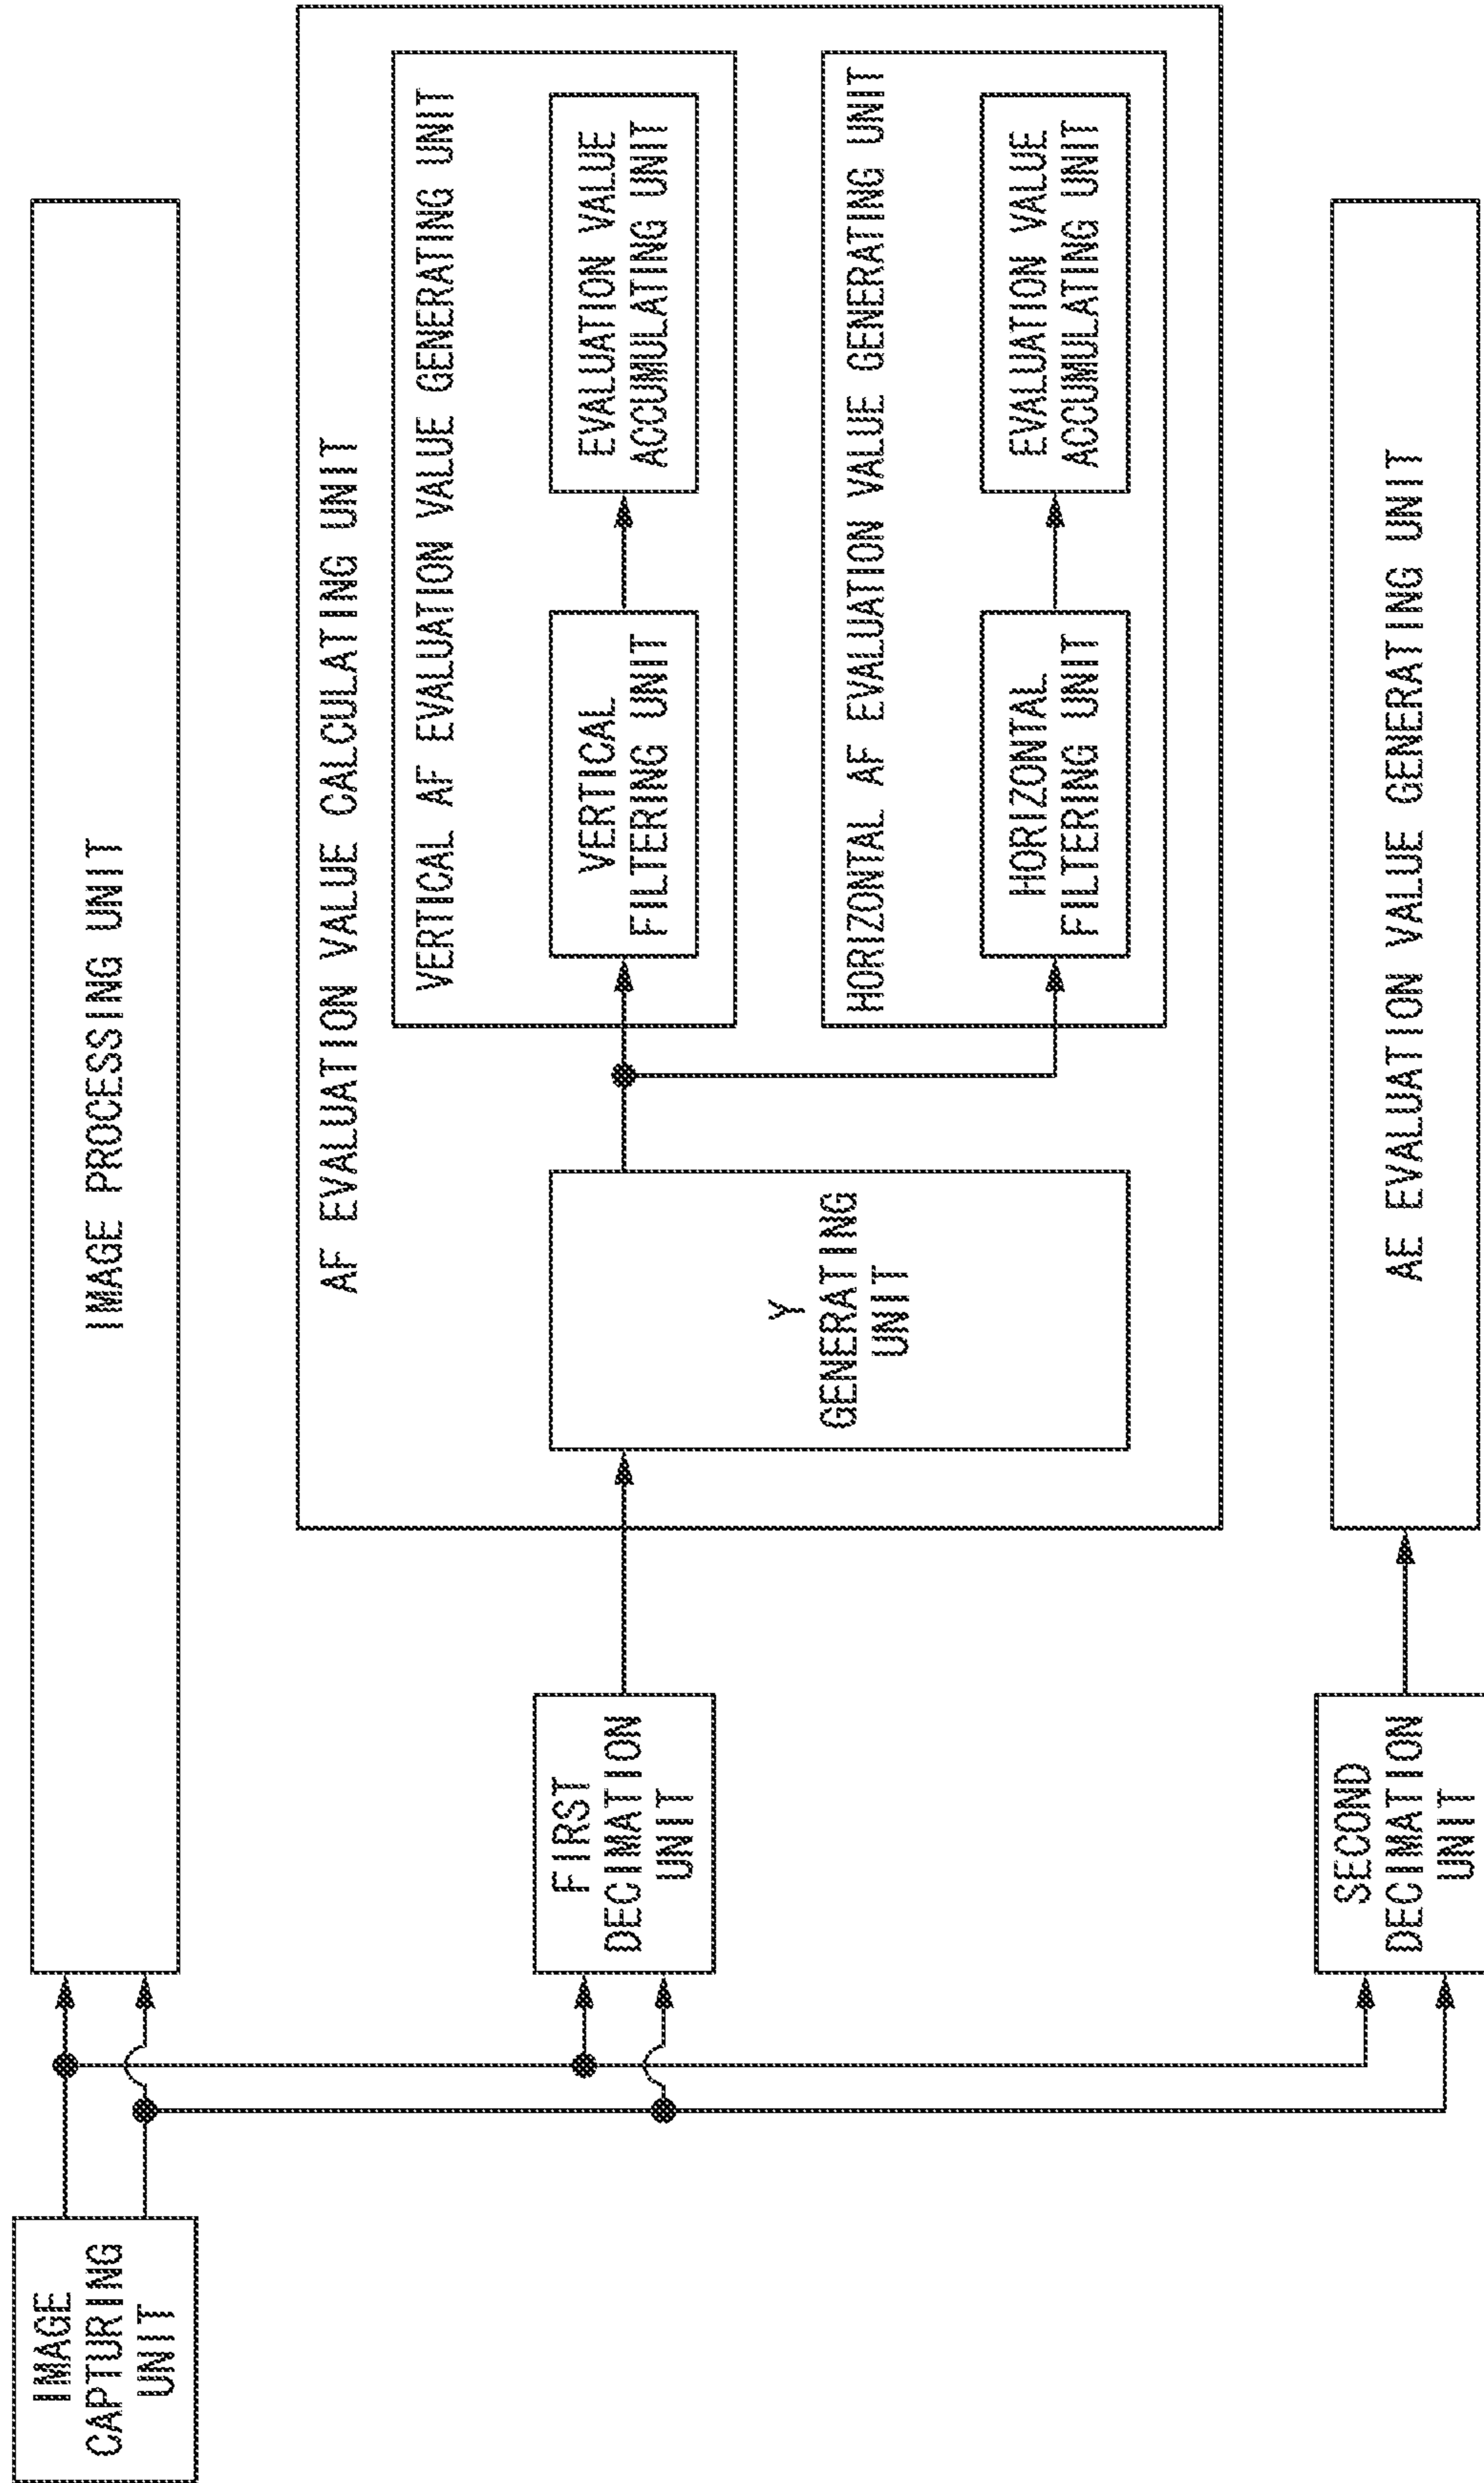 IMAGE
CAPTURING
UNIT
IMAGE PROCESSING UNIT
FIRST
DECIMATION
UNIT
AF EVALUATION VALUE CALCULATING UNIT
Y
GENERATING
UNIT
VERTICAL AF EVALUATION VALUE GENERATING UNIT
VERTICAL
FILTERING UNIT
EVALUATION VALUE
ACCUMULATING UNIT
HORIZONTAL AF EVALUATION VALUE GENERATING UNIT
HORIZONTAL
FILTERING UNIT
EVALUATION VALUE
ACCUMULATING UNIT
SECOND
DECIMATION
UNIT
AE EVALUATION VALUE GENERATING UNIT